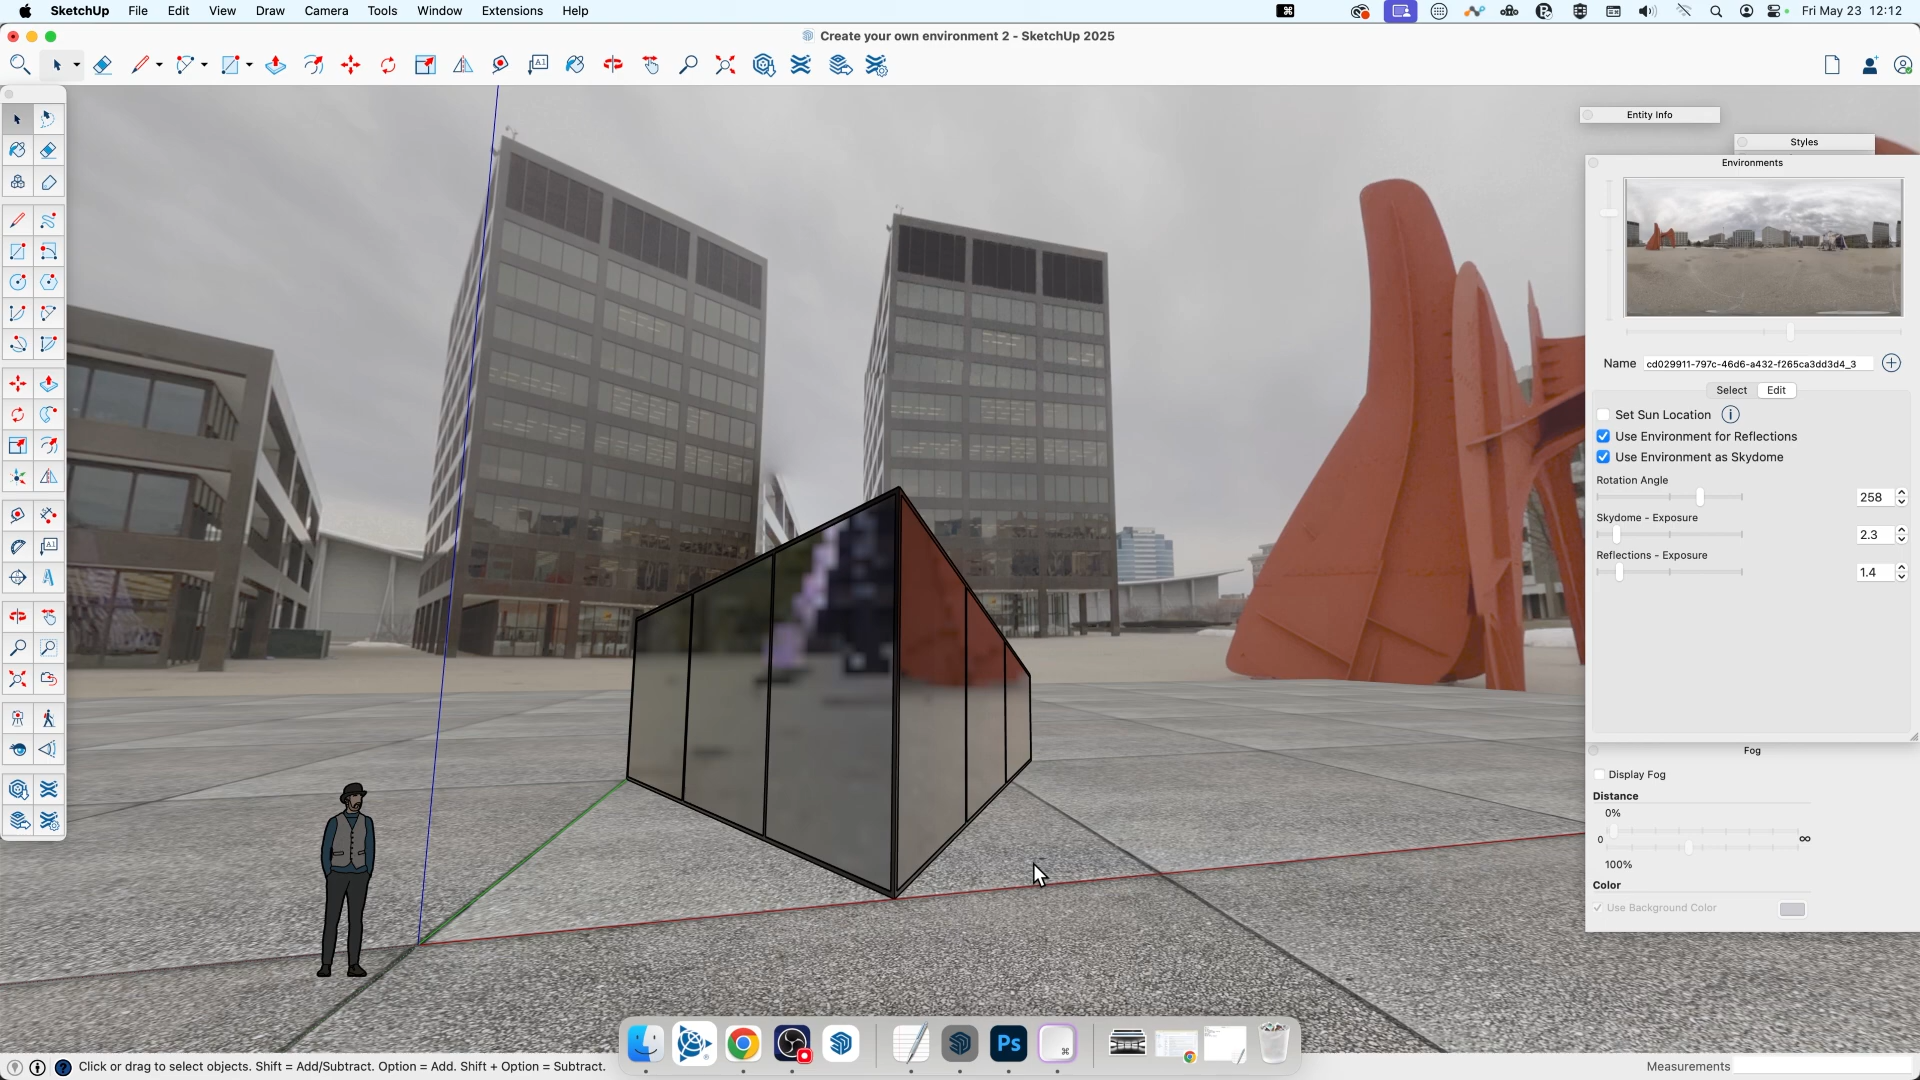 SketchUp File Edit View Draw Camera Tools Window Extensions Help
Fri May 23 12:12
Create your own environment 2 - SketchUp 2025
A1
Entity Info
Styles
Environments
Name cd029911-797c-46d6-a432-f265ca3dd3d4_3
Select Edit
Set Sun Location
Use Environment for Reflections
Use Environment as Skydome
Rotation Angle
258
Skydome - Exposure
2.3
Reflections - Exposure
1.4
Fog
Display Fog
Distance
0%
0 ∞
100%
Color
Use Background Color
Ps
Click or drag to select objects. Shift = Add/Subtract. Option = Add. Shift + Option = Subtract.
Measurements